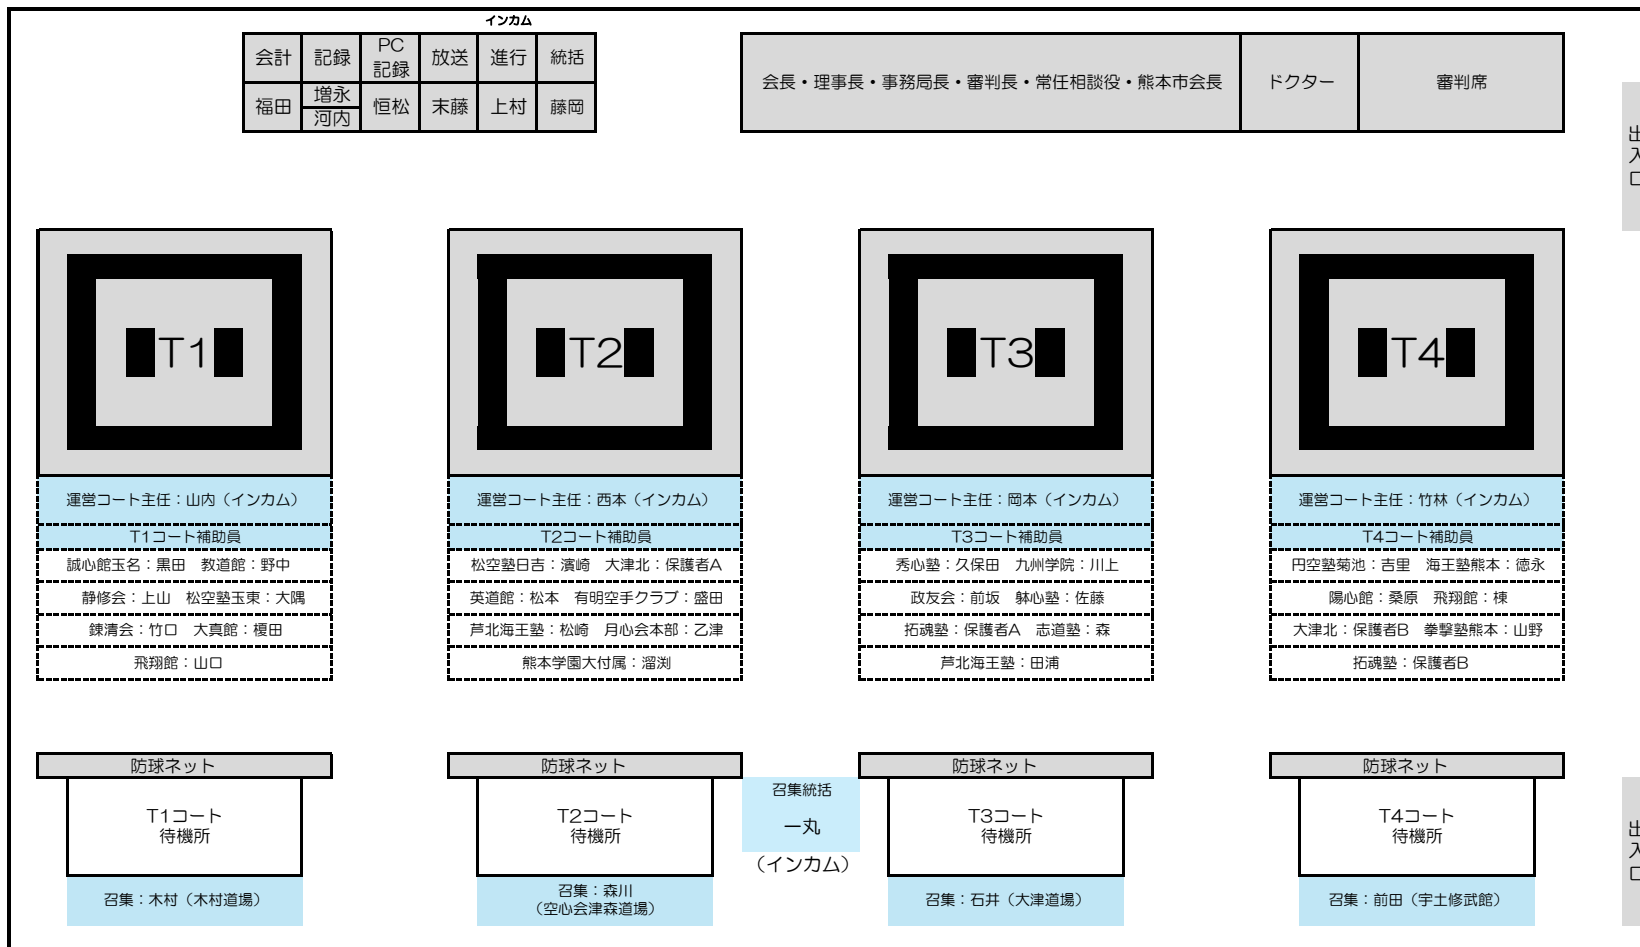 インカム
会計 記録 PC記録 放送 進行 統括
福田 増永 河内 恒松 末藤 上村 藤岡
会長・理事長・事務局長・審判長・常任相談役・熊本市会長 ドクター 審判席
出入口
T1 T2 T3 T4
運営コート主任：山内（インカム）
T1コート補助員
誠心館玉名：黒田 教道館：野中
静修会：上山 松空塾玉東：大隅
錬清会：竹口 大真館：榎田
飛翔館：山口
運営コート主任：西本（インカム）
T2コート補助員
松空塾日吉：濱崎 大津北：保護者A
英道館：松本 有明空手クラブ：盛田
芦北海王塾：松崎 月心会本部：乙津
熊本学園大付属：溜渕
運営コート主任：岡本（インカム）
T3コート補助員
秀心塾：久保田 九州学院：川上
政友会：前坂 躰心塾：佐藤
拓魂塾：保護者A 志道塾：森
芦北海王塾：田浦
運営コート主任：竹林（インカム）
T4コート補助員
円空塾菊池：吉里 海王塾熊本：徳永
陽心館：桑原 飛翔館：棟
大津北：保護者B 拳撃塾熊本：山野
拓魂塾：保護者B
防球ネット 防球ネット 防球ネット 防球ネット
T1コート
待機所
召集：木村（木村道場）
T2コート
待機所
召集：森川
（空心会津森道場）
召集統括
一丸
（インカム）
T3コート
待機所
召集：石井（大津道場）
T4コート
待機所
召集：前田（宇土修武館）
出入口